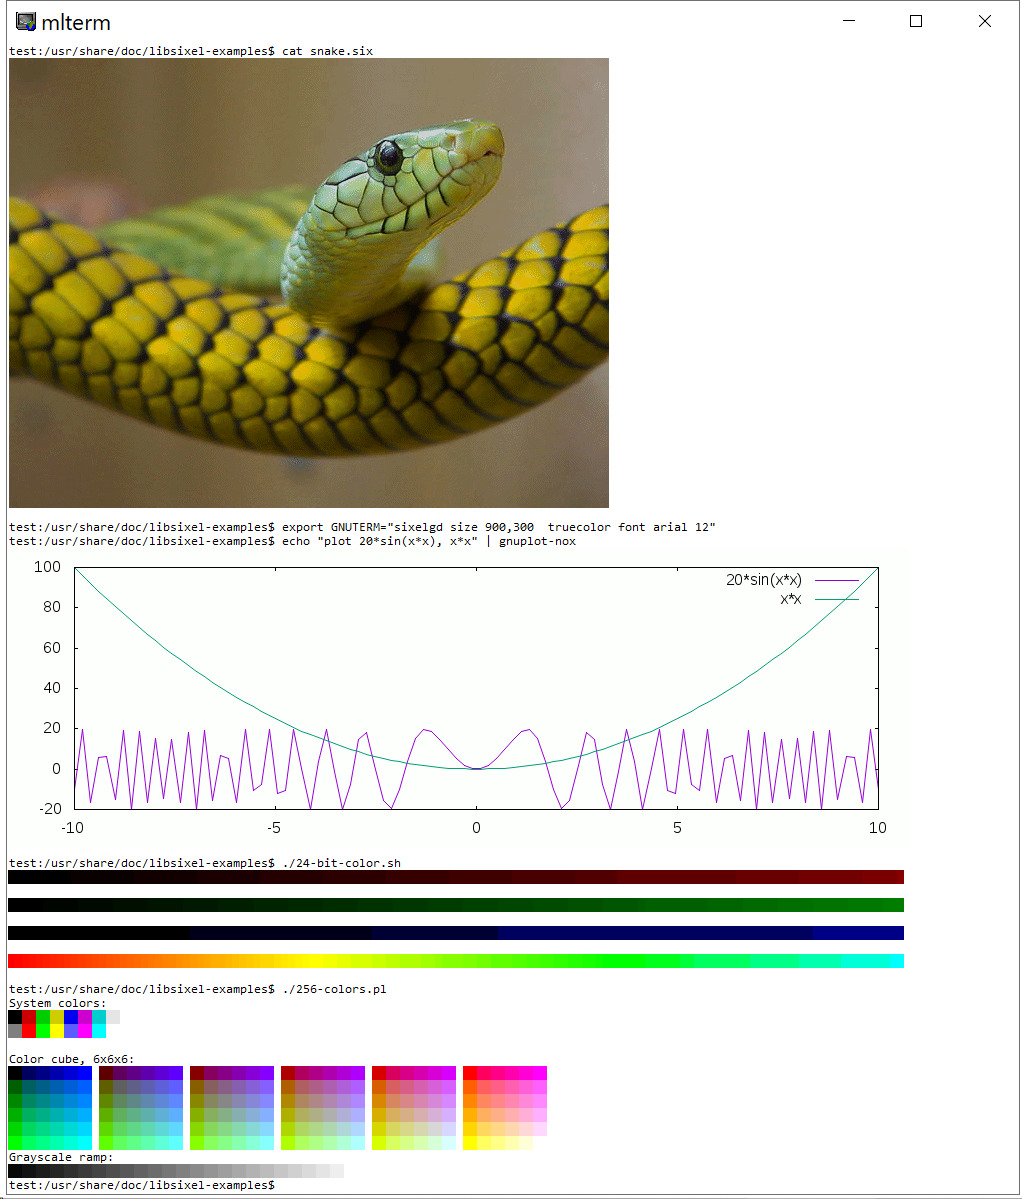 mlterm
test:/usr/share/doc/libsixel-examples$ cat snake.six
test:/usr/share/doc/libsixel-examples$ export GNUTERM="sixelgd size 900,300  truecolor font arial 12"
test:/usr/share/doc/libsixel-examples$ echo "plot 20*sin(x*x), x*x" | gnuplot-nox
100
20*sin(x*x)
x*x
80
60
40
20
0
-20
-10 -5 0 5 10
test:/usr/share/doc/libsixel-examples$ ./24-bit-color.sh
test:/usr/share/doc/libsixel-examples$ ./256-colors.pl
System colors:
Color cube, 6x6x6:
Grayscale ramp:
test:/usr/share/doc/libsixel-examples$